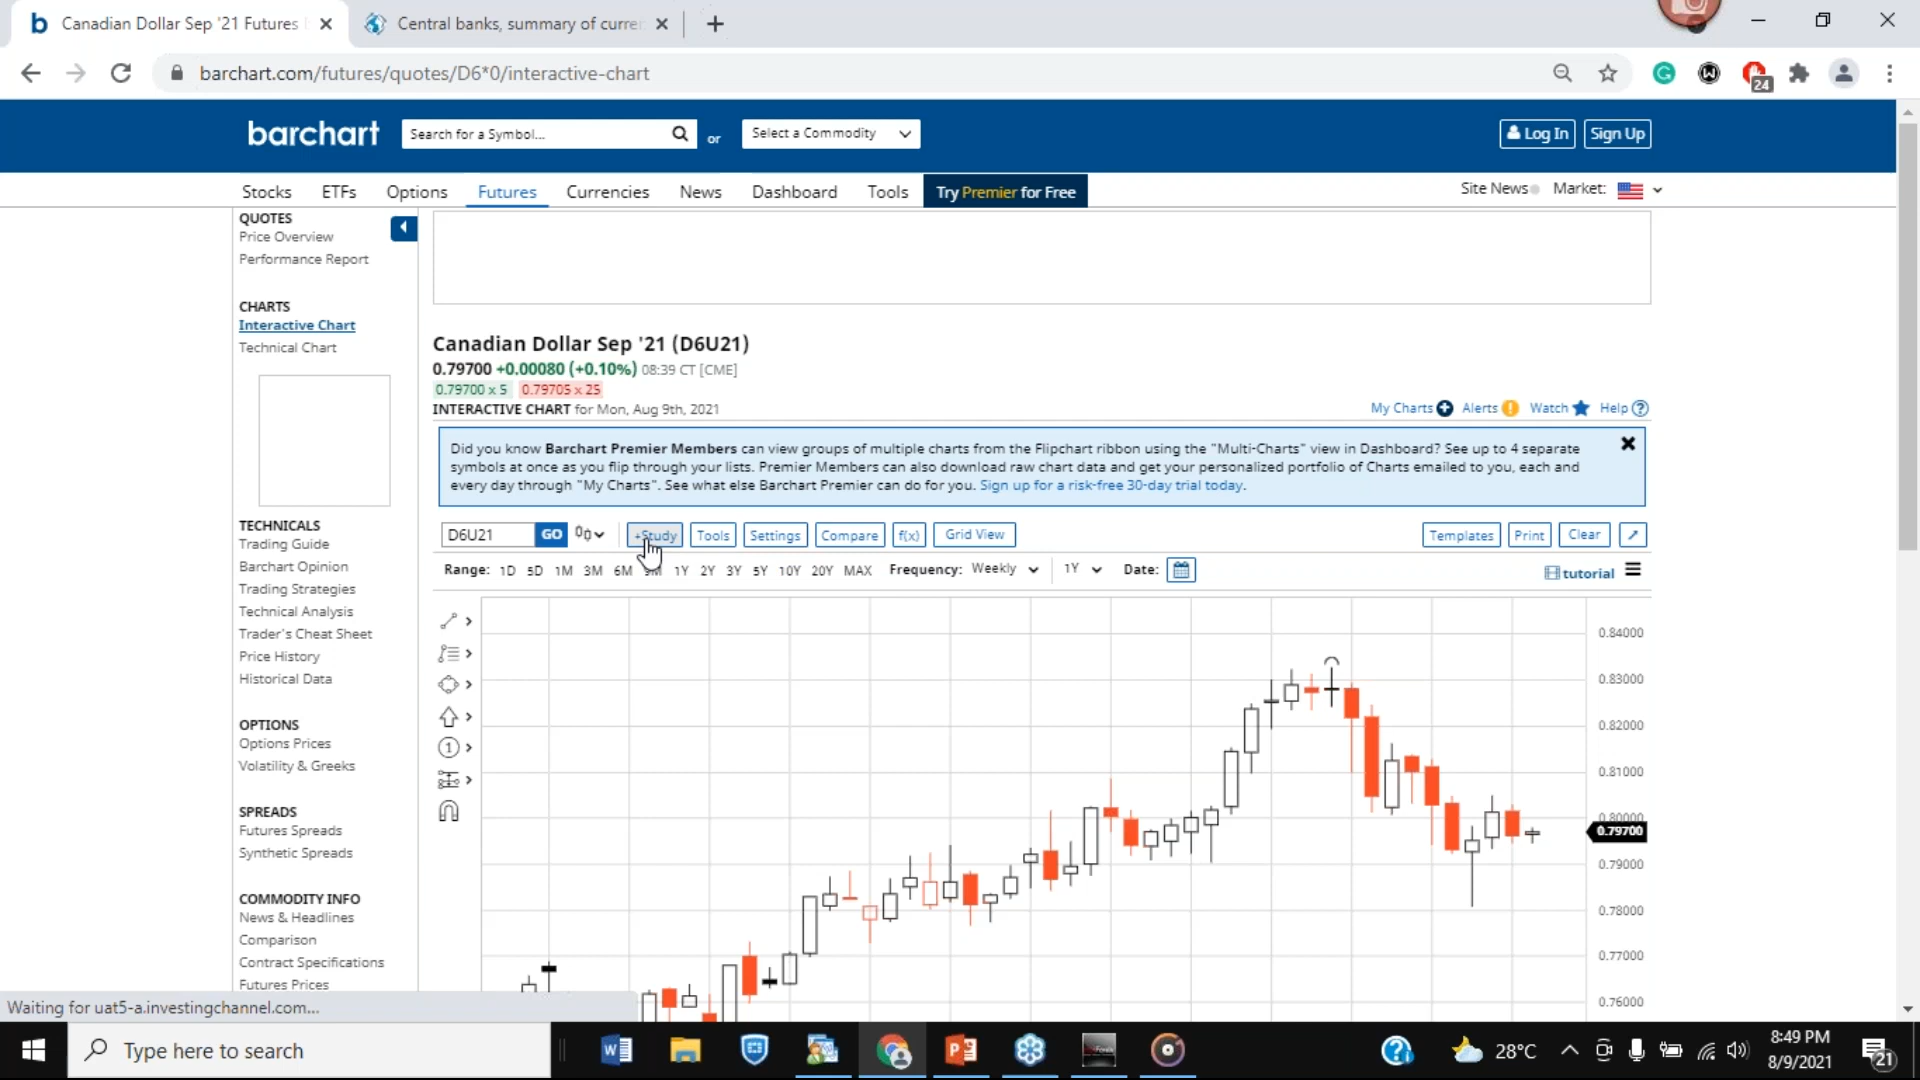 Canadian Dollar Sep '21 Futures
Central banks, summary of curre
barchart.com/futures/quotes/D6*0/interactive-chart
24
barchart
Search for a Symbol...
or
Select a Commodity
Log In
Sign Up
Stocks ETFs Options Futures Currencies News Dashboard Tools Try Premier for Free
Site News
Market:
QUOTES
Price Overview
Performance Report
CHARTS
Interactive Chart
Technical Chart
TECHNICALS
Trading Guide
Barchart Opinion
Trading Strategies
Technical Analysis
Trader's Cheat Sheet
Price History
Historical Data
OPTIONS
Options Prices
Volatility & Greeks
SPREADS
Futures Spreads
Synthetic Spreads
COMMODITY INFO
News & Headlines
Comparison
Contract Specifications
Futures Prices
Canadian Dollar Sep '21 (D6U21)
0.79700 +0.00080 (+0.10%) 08:39 CT [CME]
0.79700 x 5 0.79705 x 25
INTERACTIVE CHART for Mon, Aug 9th, 2021
My Charts Alerts Watch Help
Did you know Barchart Premier Members can view groups of multiple charts from the Flipchart ribbon using the "Multi-Charts" view in Dashboard? See up to 4 separate
symbols at once as you flip through your lists. Premier Members can also download raw chart data and get your personalized portfolio of Charts emailed to you, each and
every day through "My Charts". See what else Barchart Premier can do for you. Sign up for a risk-free 30-day trial today.
D6U21 GO +Study Tools Settings Compare f(x) Grid View Templates Print Clear
Range: 1D 5D 1M 3M 6M 9M 1Y 2Y 3Y 5Y 10Y 20Y MAX Frequency: Weekly 1Y Date:
tutorial
0.84000
0.83000
0.82000
0.81000
0.80000
0.79700
0.79000
0.78000
0.77000
0.76000
Waiting for uat5-a.investingchannel.com...
Type here to search
28°C
8:49 PM
8/9/2021
21